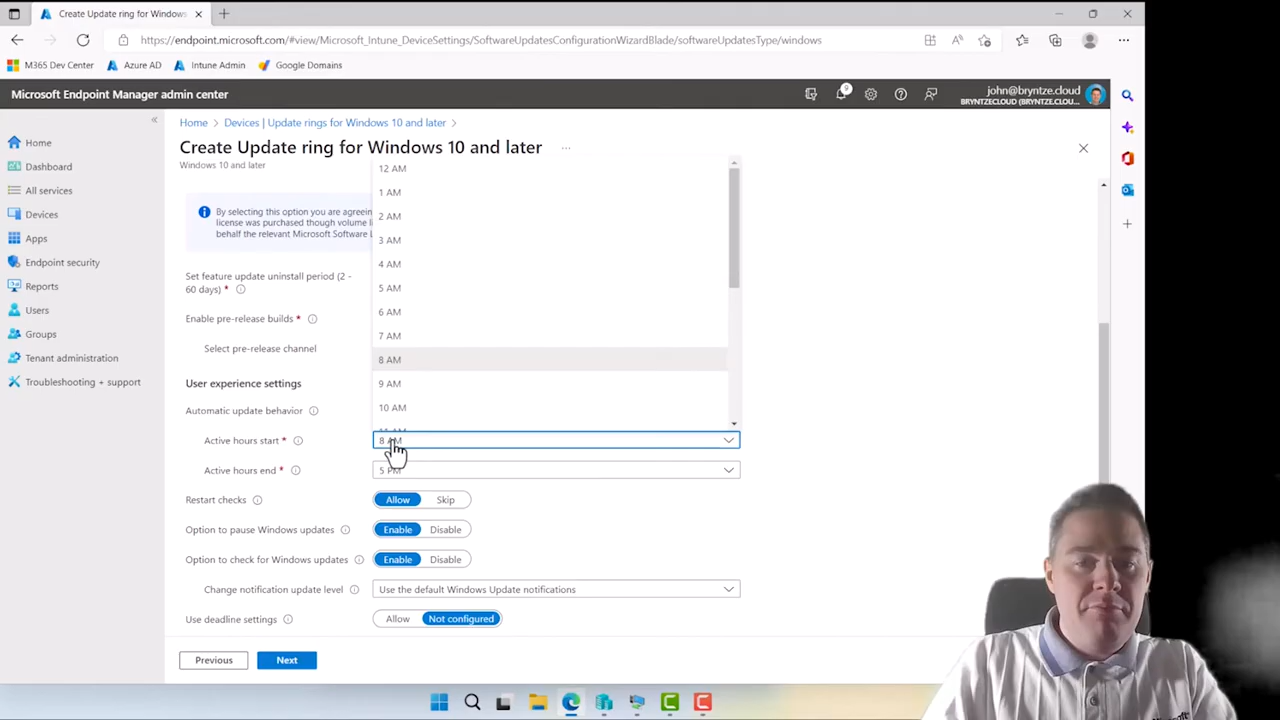 Create Update ring for Windows
https://endpoint.microsoft.com/#view/Microsoft_Intune_DeviceSettings/SoftwareUpdatesConfigurationWizardBlade/softwareUpdatesType/windows
M365 Dev Center
Azure AD
Intune Admin
Google Domains
Microsoft Endpoint Manager admin center
john@bryntze.cloud
BRYNTZECLOUD (BRYNTZE.CLOU...
Home > Devices | Update rings for Windows 10 and later >
Create Update ring for Windows 10 and later ...
Windows 10 and later
Home
Dashboard
All services
Devices
Apps
Endpoint security
Reports
Users
Groups
Tenant administration
Troubleshooting + support
By selecting this option you are agreein
license was purchased though volume li
behalf the relevant Microsoft Software L
Set feature update uninstall period (2 -
60 days) *
Enable pre-release builds *
Select pre-release channel
User experience settings
Automatic update behavior
12 AM
1 AM
2 AM
3 AM
4 AM
5 AM
6 AM
7 AM
8 AM
9 AM
10 AM
Active hours start * 8 AM
Active hours end * 5 PM
Restart checks Allow Skip
Option to pause Windows updates Enable Disable
Option to check for Windows updates Enable Disable
Change notification update level Use the default Windows Update notifications
Use deadline settings Allow Not configured
Previous
Next